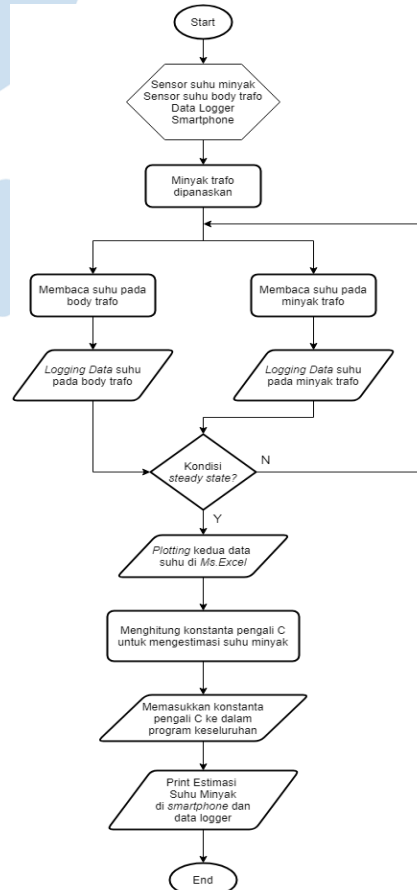 Start
Sensor suhu minyak
Sensor suhu body trafo
Data Logger
Smartphone
Minyak trafo
dipanaskan
Membaca suhu pada
body trafo
Membaca suhu pada
minyak trafo
Logging Data suhu
pada body trafo
Logging Data suhu
pada minyak trafo
Kondisi
steady state?
N
Y
Plotting kedua data
suhu di Ms.Excel
Menghitung konstanta pengali C
untuk mengestimasi suhu minyak
Memasukkan konstanta
pengali C ke dalam
program keseluruhan
Print Estimasi
Suhu Minyak
di smartphone dan
data logger
End